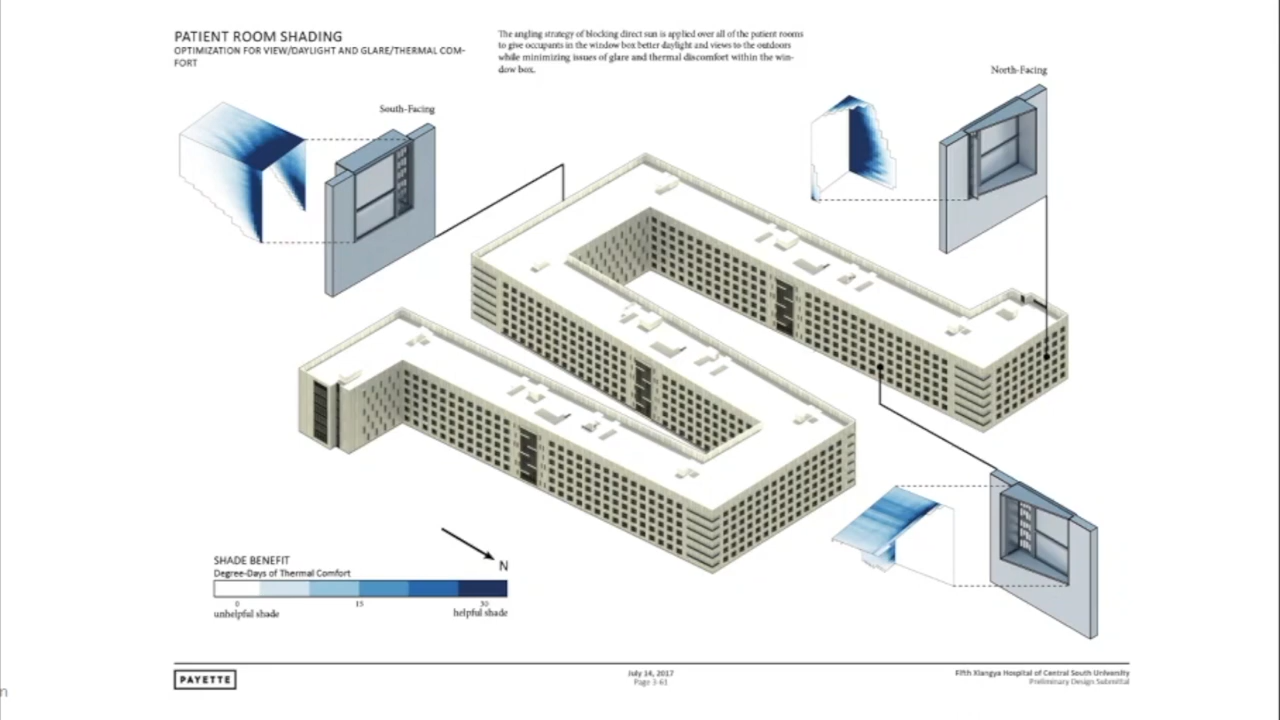 PATIENT ROOM SHADING
OPTIMIZATION FOR VIEW/DAYLIGHT AND GLARE/THERMAL COM-
FORT
The angling strategy of blocking direct sun is applied over all of the patient rooms
to give occupants in the window box better daylight and views to the outdoors
while minimizing issues of glare and thermal discomfort within the win-
dow box.
North-Facing
South-Facing
N
SHADE BENEFIT
Degree-Days of Thermal Comfort
0 15 30
unhelpful shade helpful shade
PAYETTE
July 14, 2017
Page 3-61
Fifth Xiangya Hospital of Central South University
Preliminary Design Submittal
n